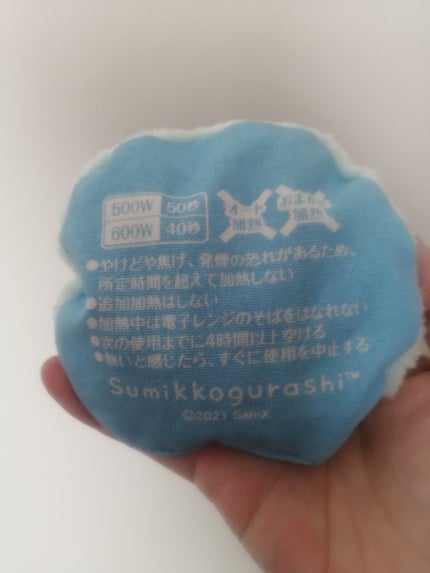 500W 50秒
600W 40秒
オート
加熱
おまかせ
加熱
●やけどや焦げ、発煙の恐れがあるため、
所定時間を超えて加熱しない
●追加加熱はしない
●加熱中は電子レンジのそばをはなれない
●次の使用までに4時間以上空ける
●熱いと感じたら、すぐに使用を中止する
Sumikkogurashi™
©2021 San-X